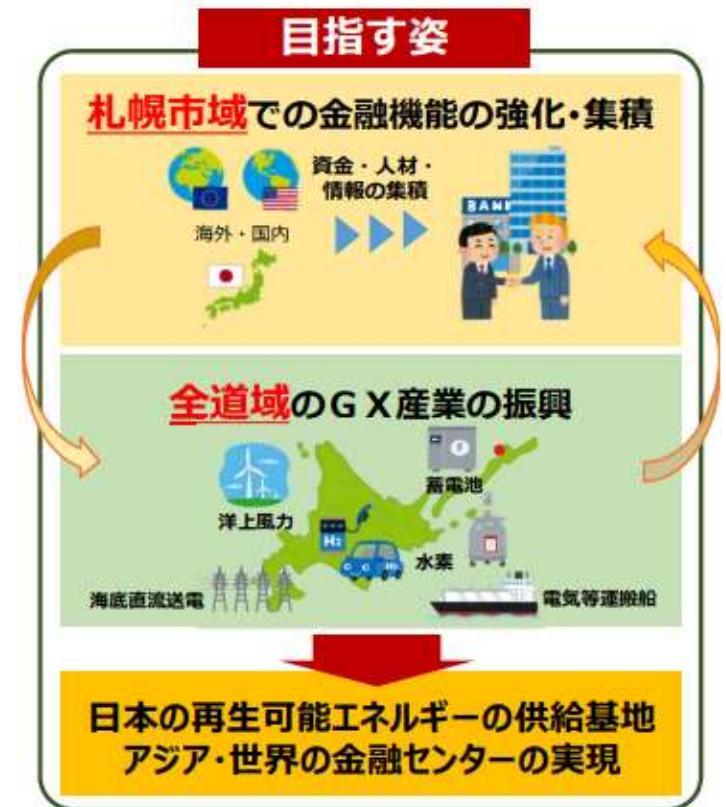 目指す姿
札幌市域での金融機能の強化・集積
資金・人材・
情報の集積
海外・国内
BANK
全道域のGX産業の振興
蓄電池
洋上風力
H₂
水素
海底直流送電
電気等運搬船
日本の再生可能エネルギーの供給基地
アジア・世界の金融センターの実現